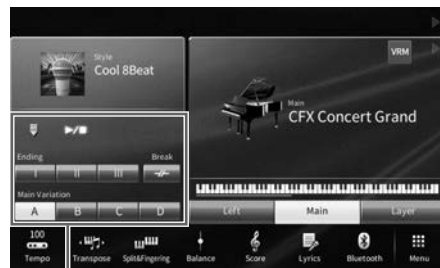 Style
Cool 8Beat
VRM
Main
CFX Concert Grand
Ending
Break
I
II
III
Main Variation
A
B
C
D
Left
Main
Layer
100
Tempo
Transpose
Split&Fingering
Balance
Score
Lyrics
Bluetooth
Menu